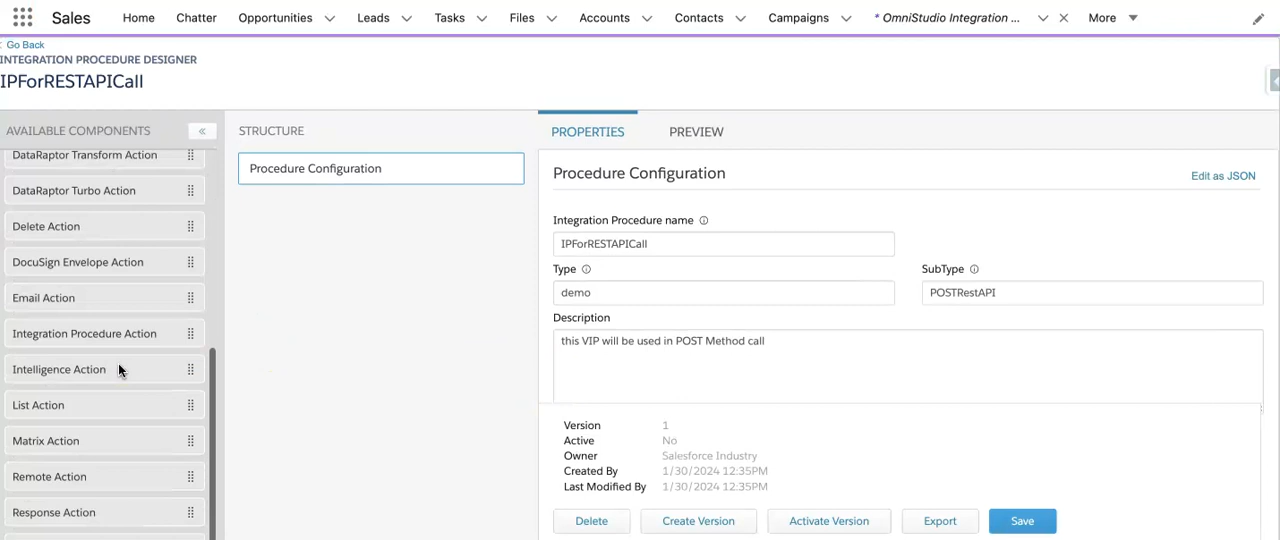 Sales
Home
Chatter
Opportunities
Leads
Tasks
Files
Accounts
Contacts
Campaigns
* OmniStudio Integration ...
More
Go Back
INTEGRATION PROCEDURE DESIGNER
IPForRESTAPICall
AVAILABLE COMPONENTS
DataRaptor Transform Action
DataRaptor Turbo Action
Delete Action
DocuSign Envelope Action
Email Action
Integration Procedure Action
Intelligence Action
List Action
Matrix Action
Remote Action
Response Action
STRUCTURE
Procedure Configuration
PROPERTIES
PREVIEW
Procedure Configuration
Edit as JSON
Integration Procedure name
IPForRESTAPICall
Type
SubType
demo
POSTRestAPI
Description
this VIP will be used in POST Method call
Version 1
Active No
Owner Salesforce Industry
Created By 1/30/2024 12:35PM
Last Modified By 1/30/2024 12:35PM
Delete
Create Version
Activate Version
Export
Save